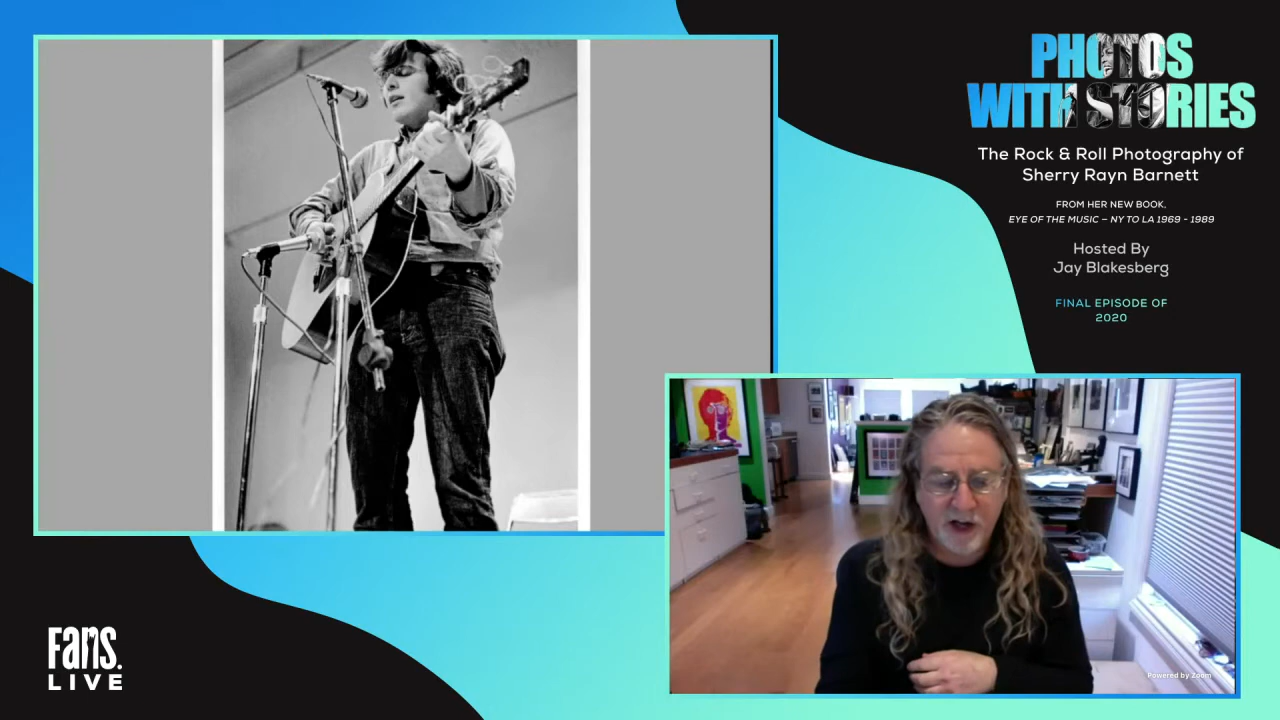 PHOTOS
WITH STORIES
The Rock & Roll Photography of
Sherry Rayn Barnett
FROM HER NEW BOOK,
EYE OF THE MUSIC – NY TO LA 1969 - 1989
Hosted By
Jay Blakesberg
FINAL EPISODE OF
2020
Fans.
LIVE
Powered by Zoom